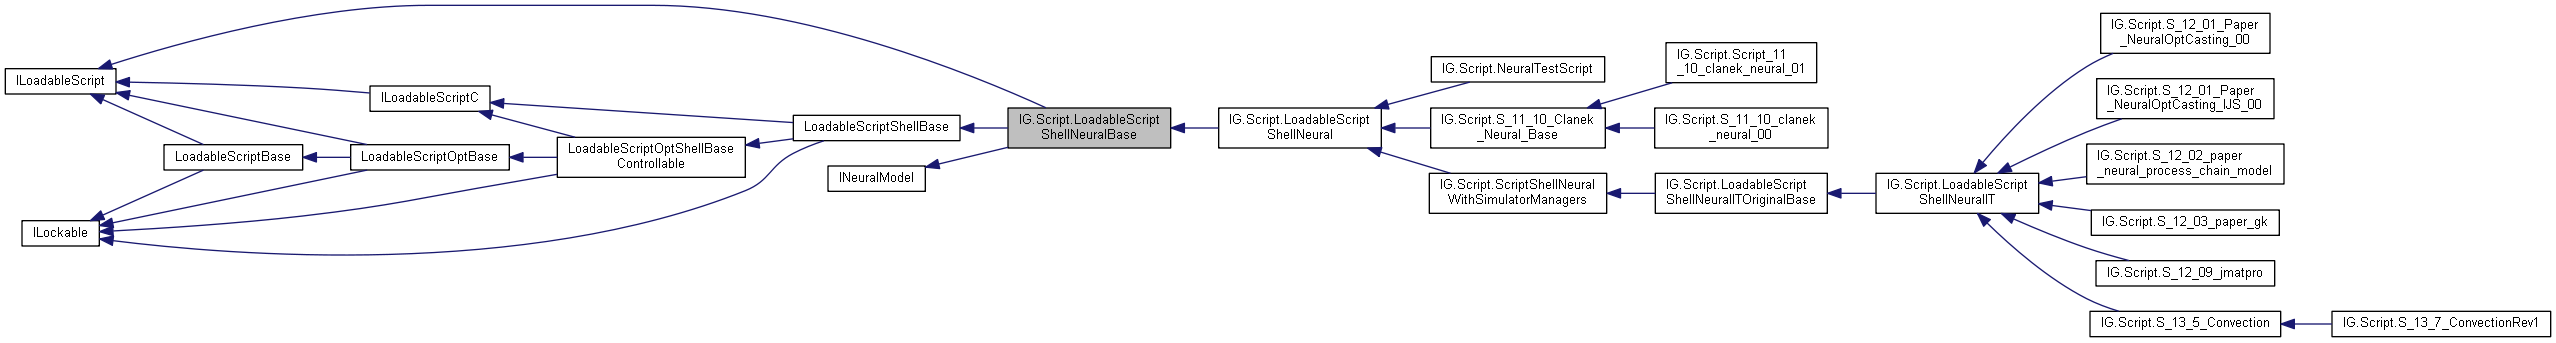 ILoadableScript
ILockable
LoadableScriptBase
ILoadableScriptC
LoadableScriptOptBase
LoadableScriptOptShellBase
Controllable
LoadableScriptShellBase
INeuralModel
IG.Script.LoadableScript
ShellNeuralBase
IG.Script.LoadableScript
ShellNeural
IG.Script.NeuralTestScript
IG.Script.S_11_10_Clanek
_Neural_Base
IG.Script.ScriptShellNeural
WithSimulatorManagers
IG.Script.Script_11
_10_clanek_neural_01
IG.Script.S_11_10_clanek
_neural_00
IG.Script.LoadableScript
ShellNeuralITOriginalBase
IG.Script.LoadableScript
ShellNeuralIT
IG.Script.S_12_01_Paper
_NeuralOptCasting_00
IG.Script.S_12_01_Paper
_NeuralOptCasting_IJS_00
IG.Script.S_12_02_paper
_neural_process_chain_model
IG.Script.S_12_03_paper_gk
IG.Script.S_12_09_jmatpro
IG.Script.S_13_5_Convection
IG.Script.S_13_7_ConvectionRev1